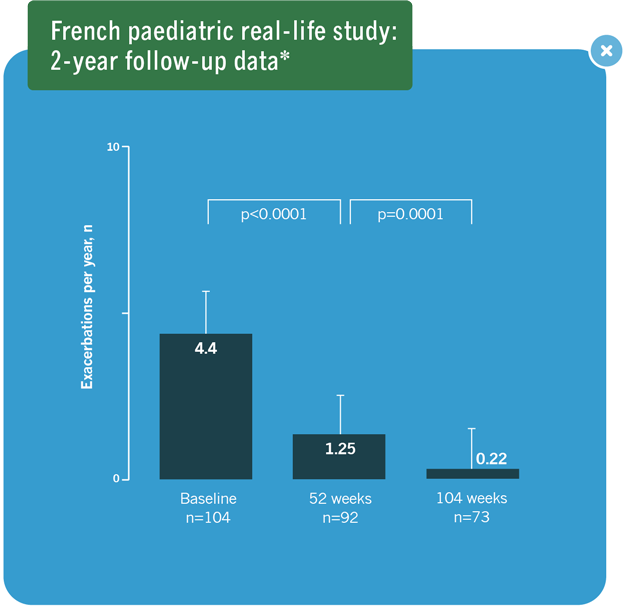 French paediatric real-life study:
2-year follow-up data*
10
p<0.0001
p=0.0001
Exacerbations per year, n
4.4
1.25
0.22
0
Baseline
n=104
52 weeks
n=92
104 weeks
n=73